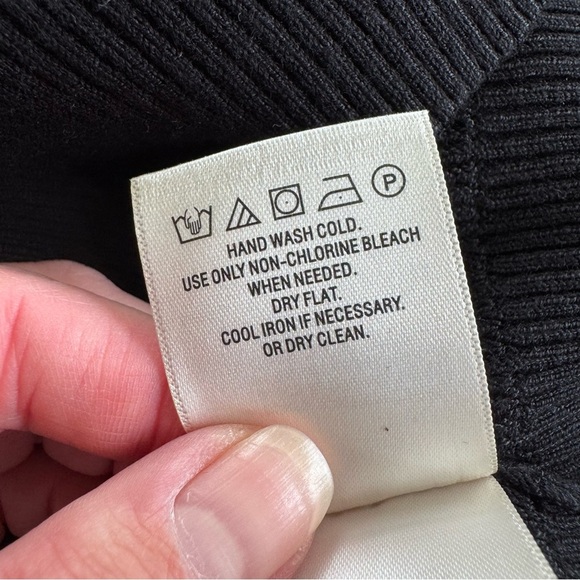 P
HAND WASH COLD.
USE ONLY NON-CHLORINE BLEACH
WHEN NEEDED.
DRY FLAT.
COOL IRON IF NECESSARY.
OR DRY CLEAN.